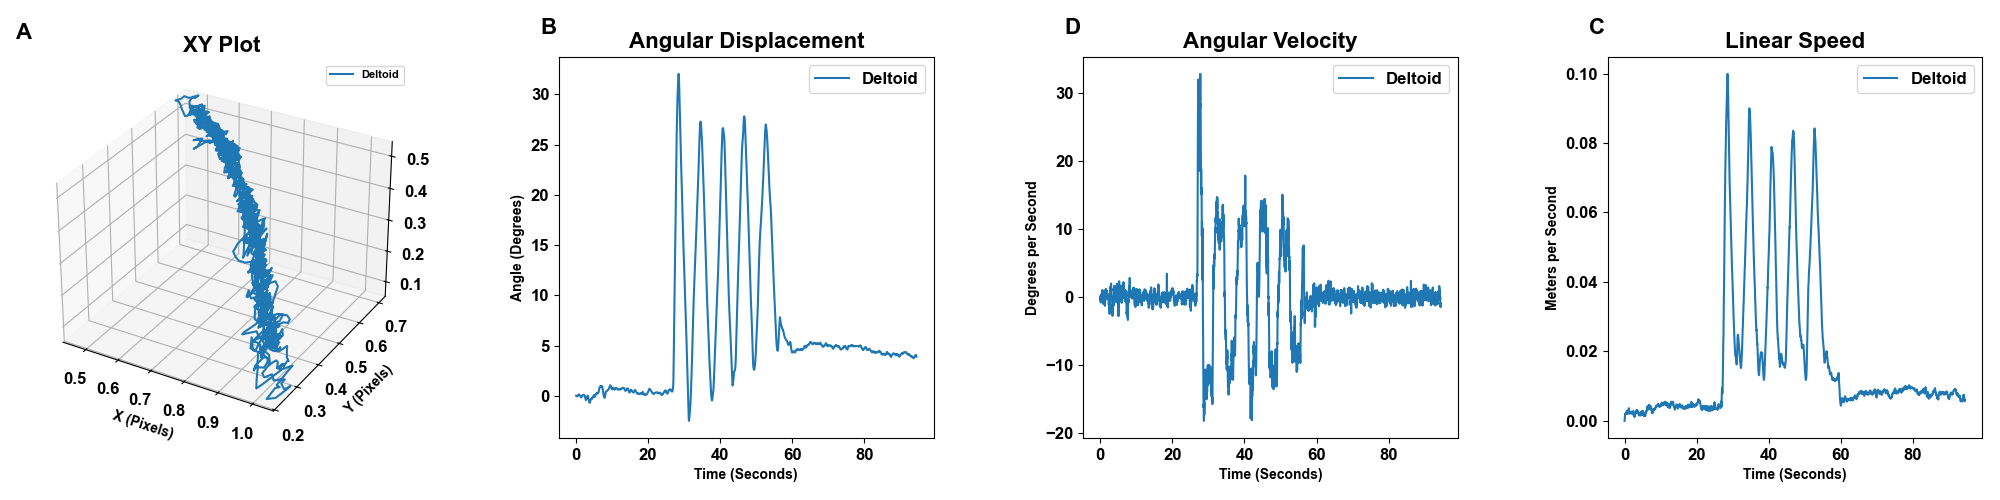 A
XY Plot
Deltoid
0.5
0.4
0.3
0.2
0.1
0.5
0.6
0.7
0.8
0.9
1.0
X (Pixels)
0.2
0.3
0.4
0.5
0.6
0.7
Y (Pixels)
B
Angular Displacement
Deltoid
30
25
20
15
10
5
0
Angle (Degrees)
0 20 40 60 80
Time (Seconds)
D
Angular Velocity
Deltoid
30
20
10
0
−10
−20
Degrees per Second
0 20 40 60 80
Time (Seconds)
C
Linear Speed
Deltoid
0.10
0.08
0.06
0.04
0.02
0.00
Meters per Second
0 20 40 60 80
Time (Seconds)